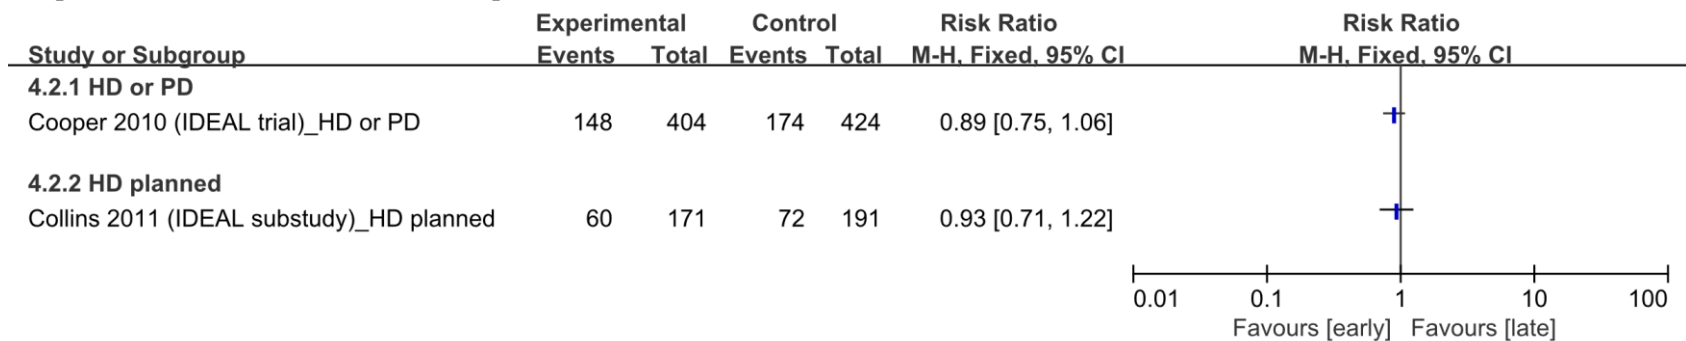 Experimental Control Risk Ratio Risk Ratio
Study or Subgroup Events Total Events Total M-H, Fixed, 95% CI M-H, Fixed, 95% CI
4.2.1 HD or PD
Cooper 2010 (IDEAL trial)_HD or PD 148 404 174 424 0.89 [0.75, 1.06]
4.2.2 HD planned
Collins 2011 (IDEAL substudy)_HD planned 60 171 72 191 0.93 [0.71, 1.22]
0.01 0.1 1 10 100
Favours [early] Favours [late]